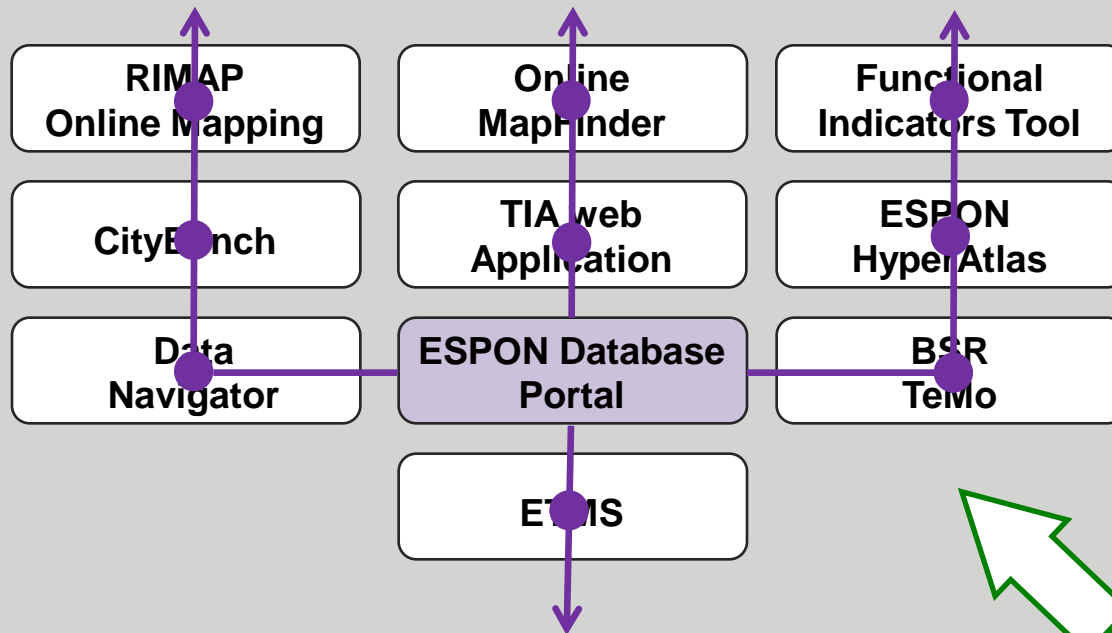 RIMAP
Online Mapping
Online
MapFinder
Functional
Indicators Tool
CityBench
TIA web
Application
ESPON
HyperAtlas
Data
Navigator
ESPON Database
Portal
BSR
TeMo
ETMS